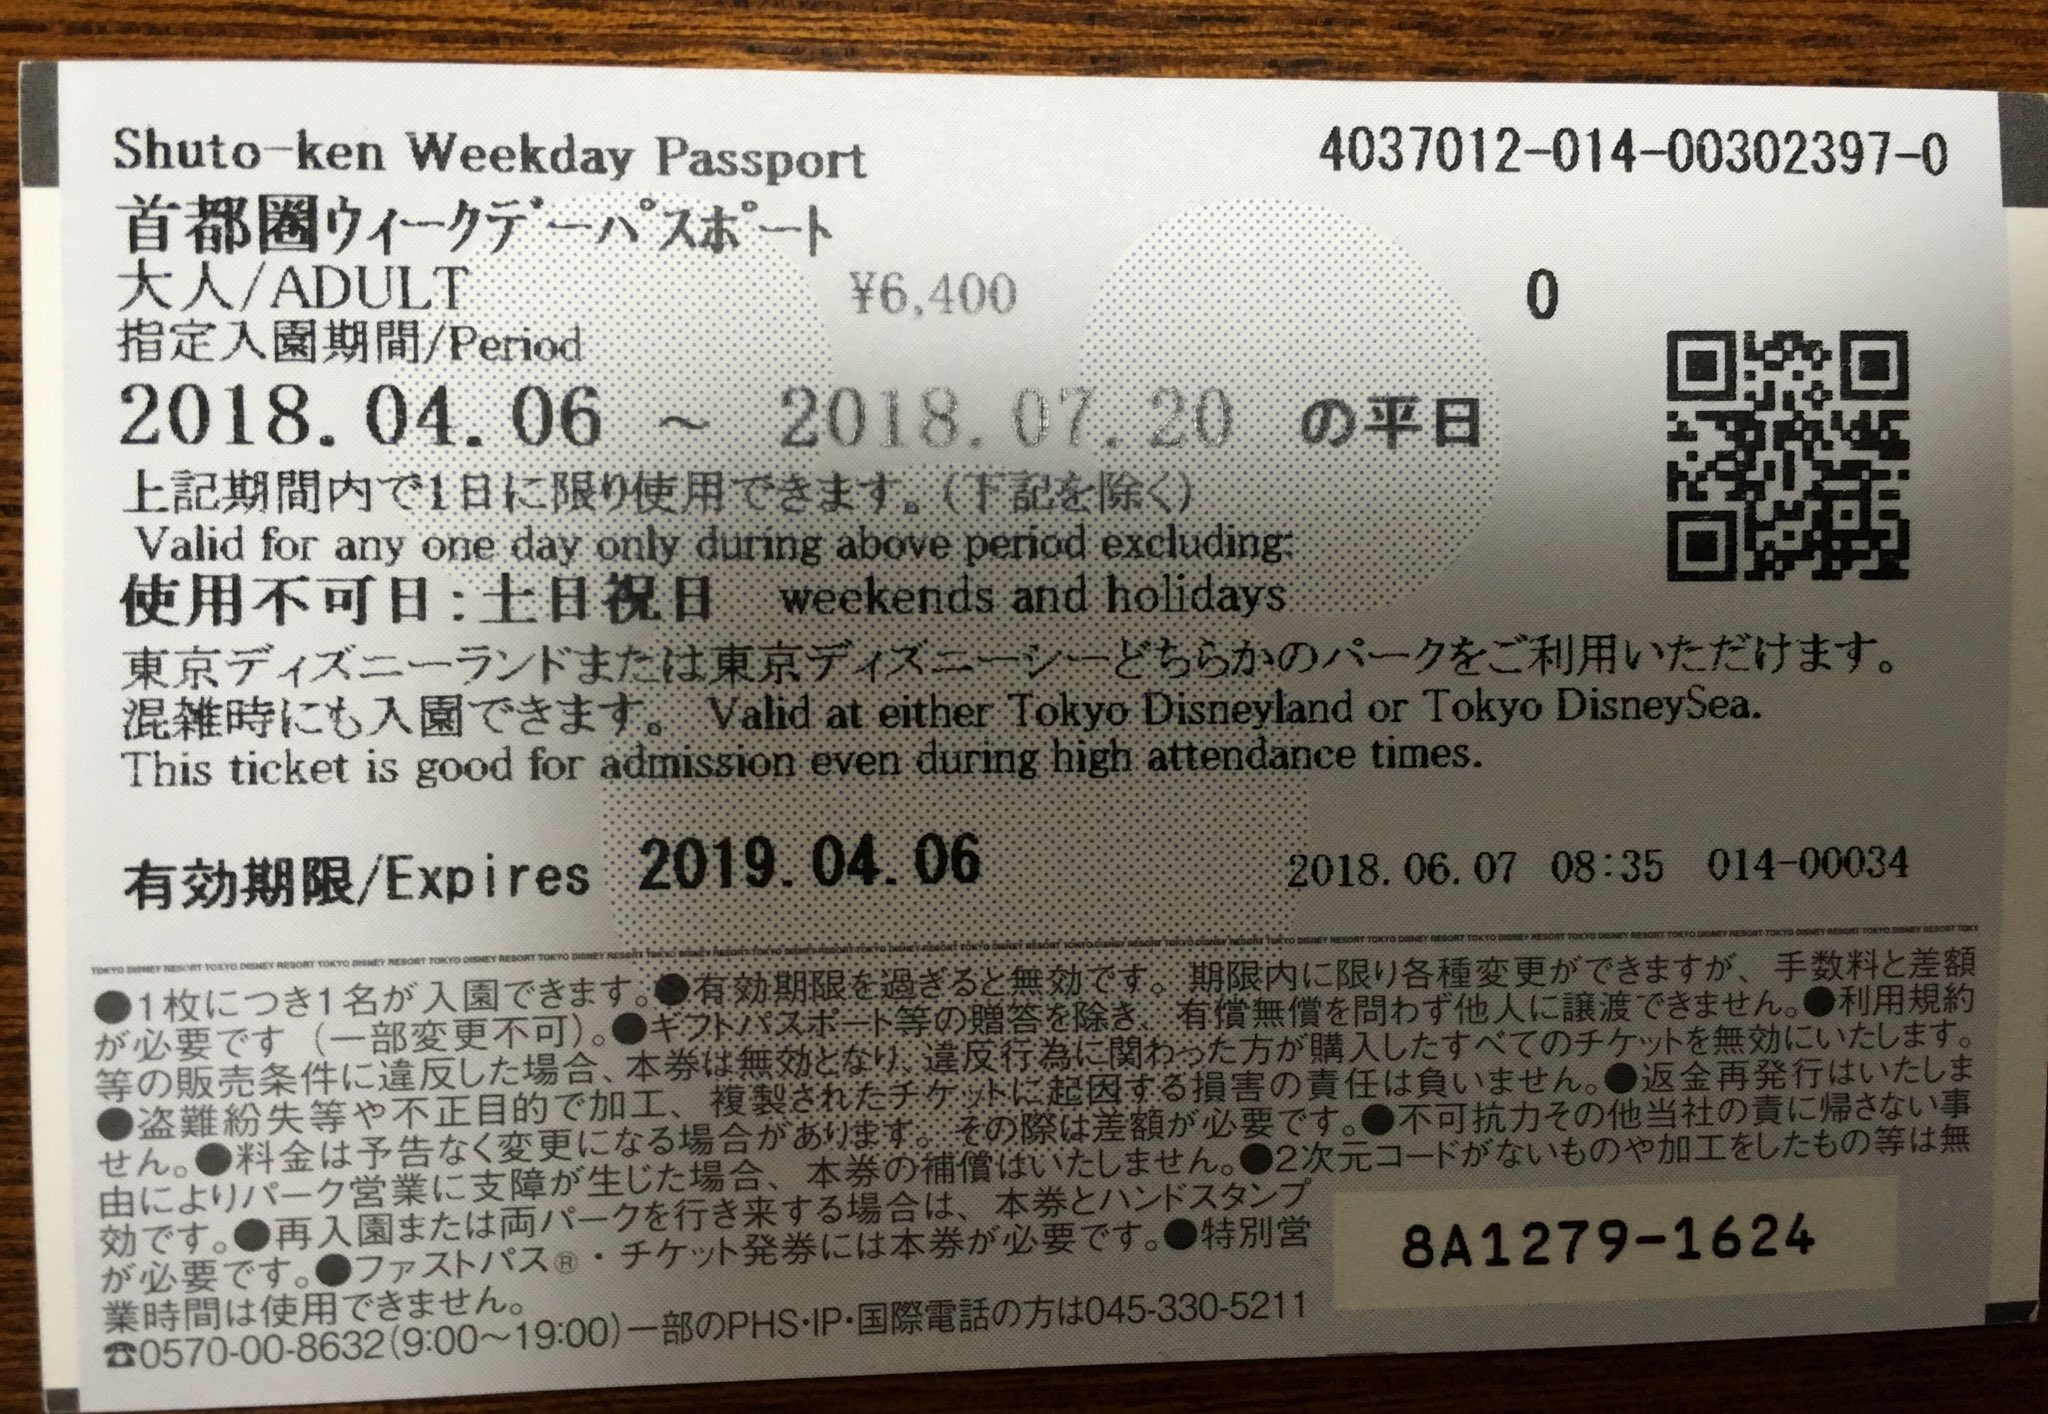 Shuto-ken Weekday Passport
4037012-014-00302397-0
首都圏ウィークデーパスポート
大人/ADULT ¥6,400 0
指定入園期間/Period
2018.04.06 ~ 2018.07.20 の平日
上記期間内で1日に限り使用できます。(下記を除く)
Valid for any one day only during above period excluding:
使用不可日:土日祝日 weekends and holidays
東京ディズニーランドまたは東京ディズニーシーどちらかのパークをご利用いただけます。
混雑時にも入園できます。 Valid at either Tokyo Disneyland or Tokyo DisneySea.
This ticket is good for admission even during high attendance times.
有効期限/Expires 2019.04.06
2018.06.07 08:35 014-00034
TOKYO DISNEY RESORT TOKYO DISNEY RESORT TOKYO DISNEY RESORT TOKYO DISNEY RESORT TOKYO DISNEY RESORT
●1枚につき1名が入園できます。●有効期限を過ぎると無効です。期限内に限り各種変更ができますが、手数料と差額
が必要です(一部変更不可)。●ギフトパスポート等の贈答を除き、有償無償を問わず他人に譲渡できません。●利用規約
等の販売条件に違反した場合、本券は無効となり、違反行為に関わった方が購入したすべてのチケットを無効にいたします。
●盗難紛失等や不正目的で加工、複製されたチケットに起因する損害の責任は負いません。●返金再発行はいたしま
せん。●料金は予告なく変更になる場合があります。その際は差額が必要です。●不可抗力その他当社の責に帰さない事
由によりパーク営業に支障が生じた場合、本券の補償はいたしません。●2次元コードがないものや加工をしたもの等は無
効です。●再入園または両パークを行き来する場合は、本券とハンドスタンプ
が必要です。●ファストパス®・チケット発券には本券が必要です。●特別営
業時間は使用できません。
☎0570-00-8632(9:00〜19:00)一部のPHS・IP・国際電話の方は045-330-5211
8A1279-1624